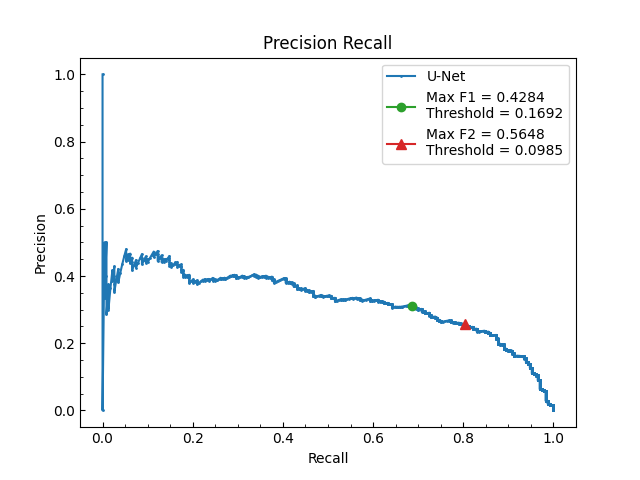 Precision Recall
U-Net
Max F1 = 0.4284
Threshold = 0.1692
Max F2 = 0.5648
Threshold = 0.0985
Precision
1.0
0.8
0.6
0.4
0.2
0.0
0.0 0.2 0.4 0.6 0.8 1.0
Recall